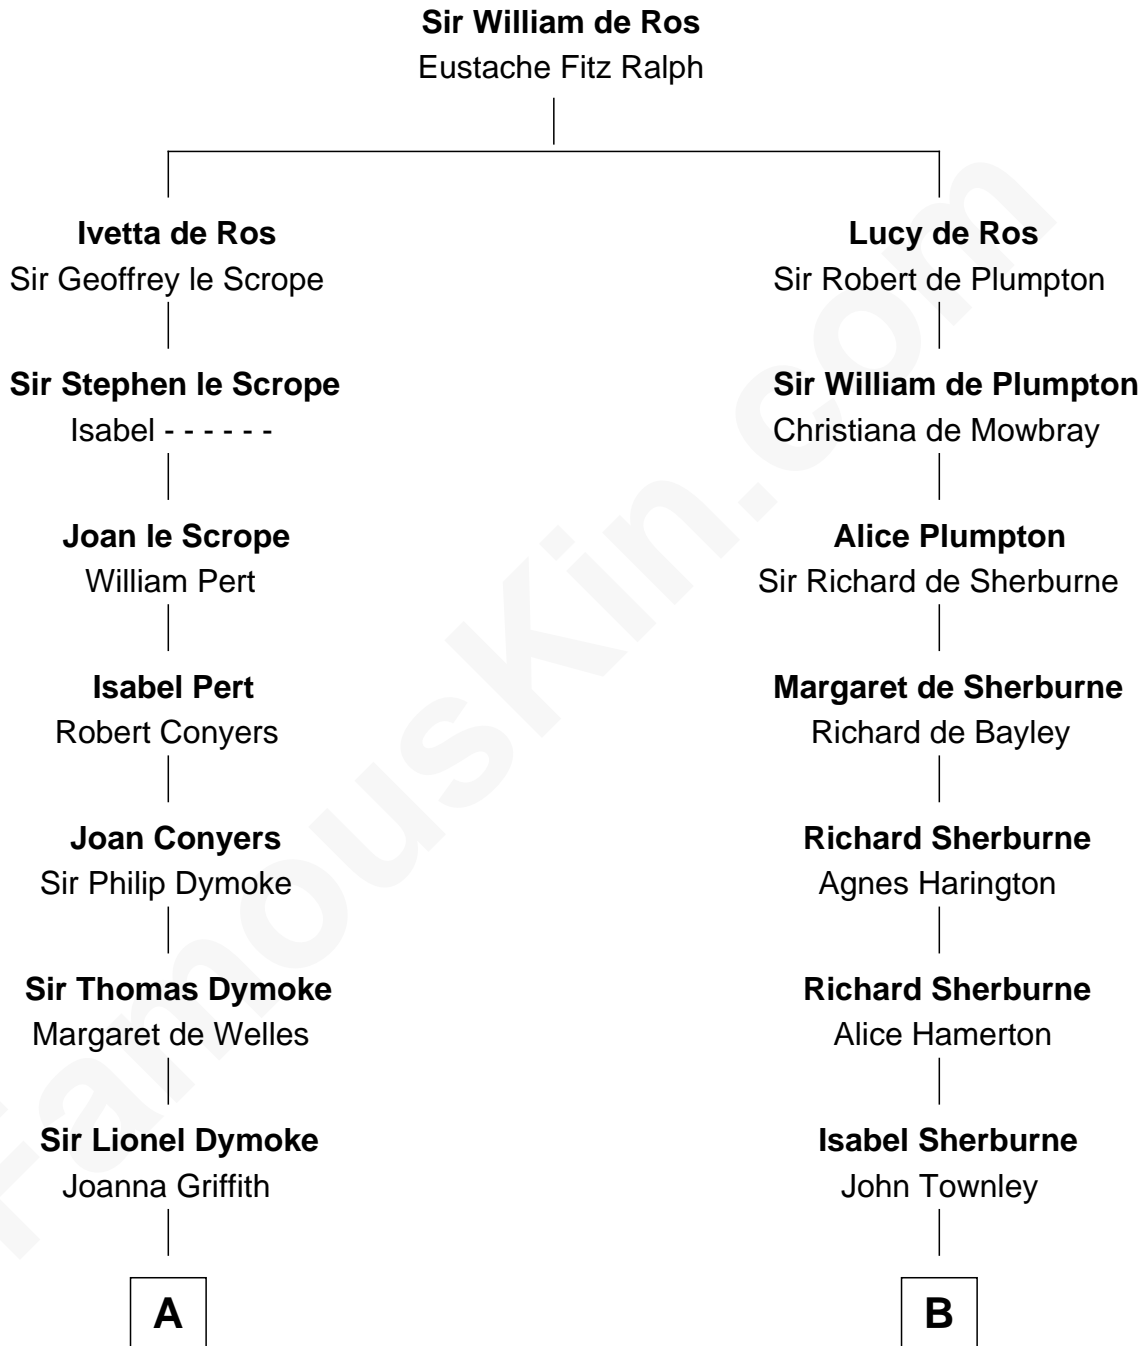 Sir William de Ros
Eustache Fitz Ralph
Ivetta de Ros
Sir Geoffrey le Scrope
Lucy de Ros
Sir Robert de Plumpton
Sir Stephen le Scrope
Isabel - - - - - -
Sir William de Plumpton
Christiana de Mowbray
Joan le Scrope
William Pert
Alice Plumpton
Sir Richard de Sherburne
Isabel Pert
Robert Conyers
Margaret de Sherburne
Richard de Bayley
Joan Conyers
Sir Philip Dymoke
Richard Sherburne
Agnes Harington
Sir Thomas Dymoke
Margaret de Welles
Richard Sherburne
Alice Hamerton
Sir Lionel Dymoke
Joanna Griffith
Isabel Sherburne
John Townley
A
B
FamousKin.com